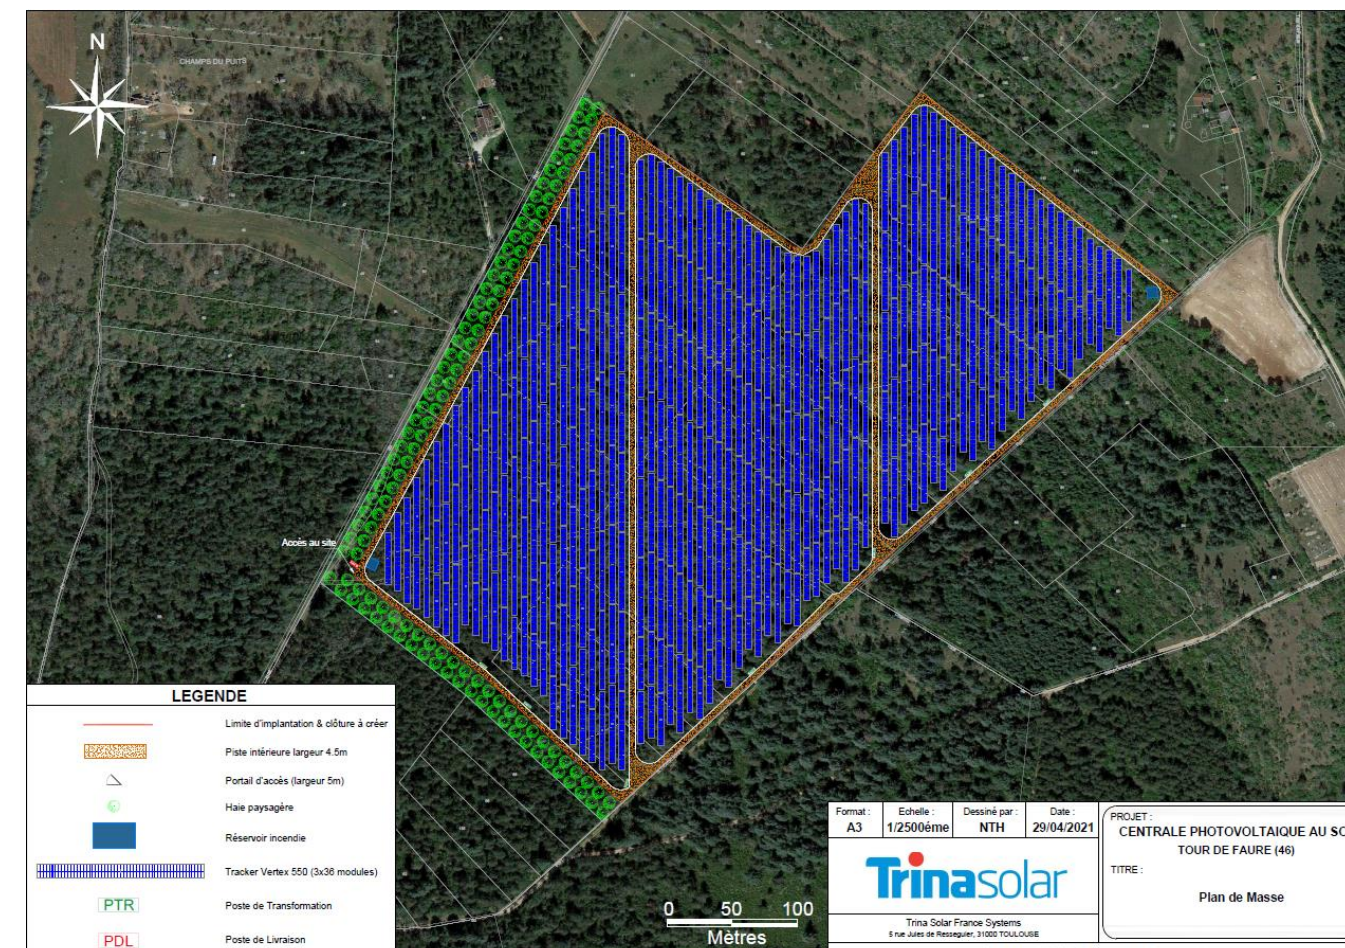 N
CHAMPS DU PUITS
Accès au site
LEGENDE
Limite d'implantation & clôture à créer
Piste intérieure largeur 4.5m
Portail d'accès (largeur 5m)
Haie paysagère
Réservoir incendie
Tracker Vertex 550 (3x36 modules)
PTR
Poste de Transformation
PDL
Poste de Livraison
0 50 100
Mètres
Format :
A3
Echelle :
1/2500éme
Dessiné par :
NTH
Date :
29/04/2021
Trinasolar
Trina Solar France Systems
5 rue Jules de Resseguier, 31000 TOULOUSE
PROJET :
CENTRALE PHOTOVOLTAIQUE AU SO
TOUR DE FAURE (46)
TITRE :
Plan de Masse